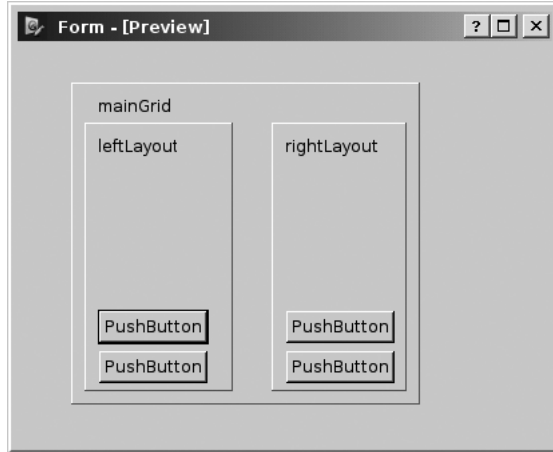 Form - [Preview]
mainGrid
leftLayout
rightLayout
PushButton
PushButton
PushButton
PushButton